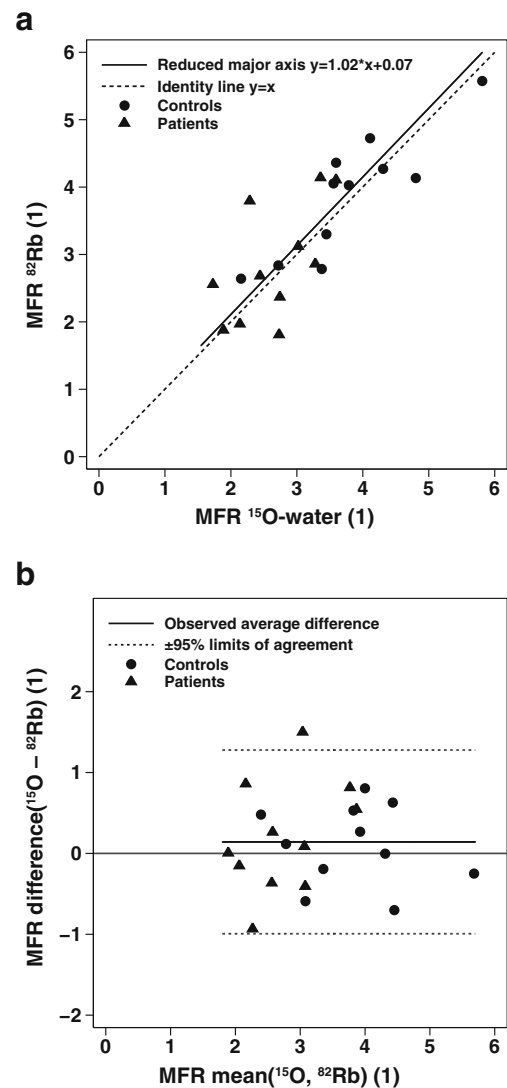 a
Reduced major axis y=1.02*x+0.07
Identity line y=x
Controls
Patients
6
5
4
3
2
1
0
MFR ⁸²Rb (1)
0 1 2 3 4 5 6
MFR ¹⁵O-water (1)
b
Observed average difference
±95% limits of agreement
Controls
Patients
2
1
0
−1
−2
MFR difference(¹⁵O − ⁸²Rb) (1)
0 1 2 3 4 5 6
MFR mean(¹⁵O, ⁸²Rb) (1)